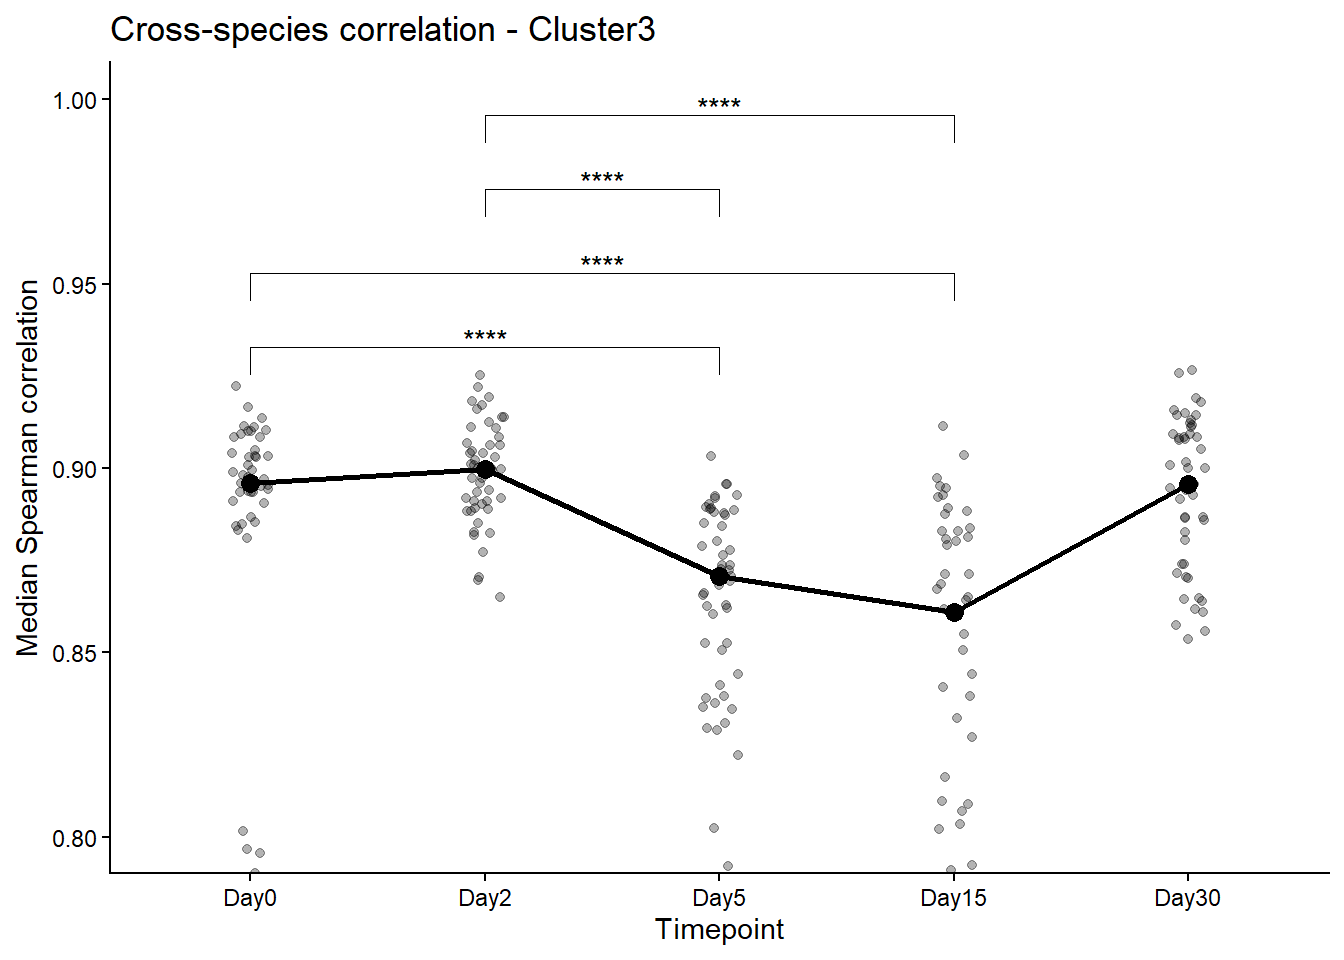 Cross-species correlation - Cluster3
Median Spearman correlation
1.00
0.95
0.90
0.85
0.80
****
****
****
****
Day0 Day2 Day5 Day15 Day30
Timepoint